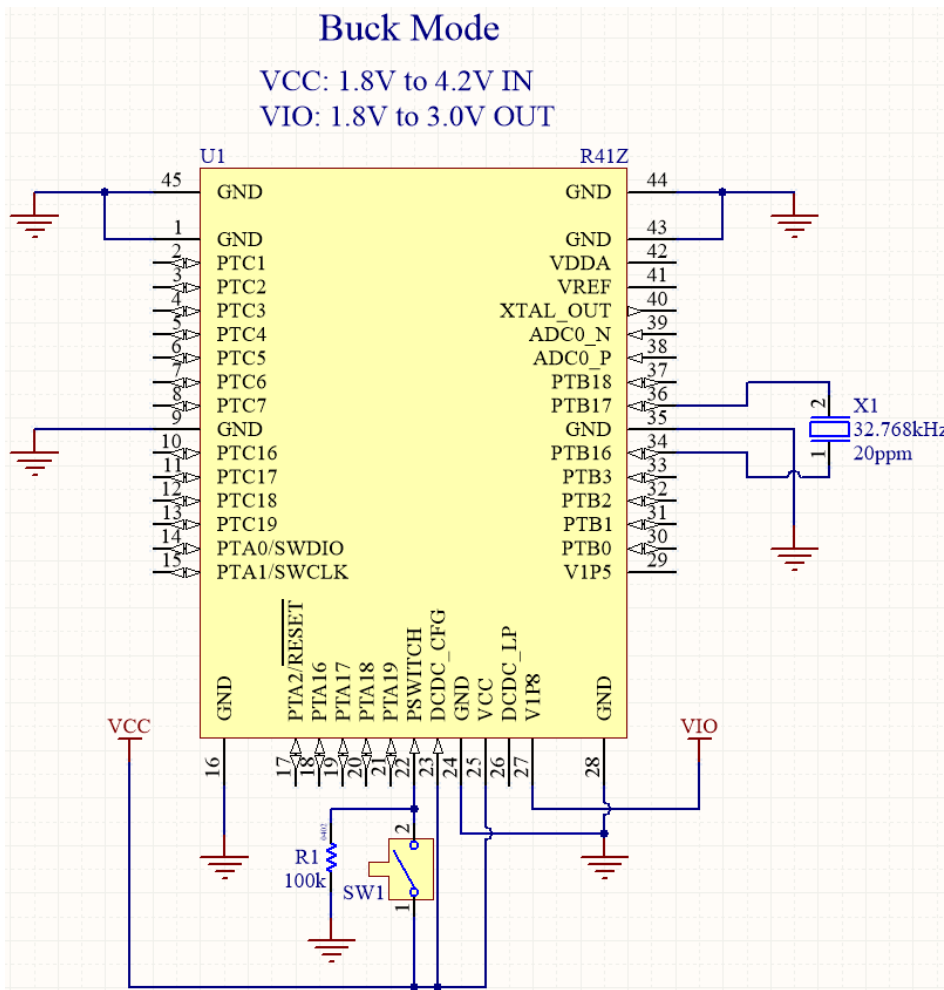 Buck Mode
VCC: 1.8V to 4.2V IN
VIO: 1.8V to 3.0V OUT
U1
R41Z
45 GND
GND 44
1 GND
GND 43
2 PTC1
VDDA 42
3 PTC2
VREF 41
4 PTC3
XTAL_OUT 40
5 PTC4
ADC0_N 39
6 PTC5
ADC0_P 38
7 PTC6
PTB18 37
8 PTC7
PTB17 36
9 GND
GND 35
10 PTC16
PTB16 34
11 PTC17
PTB3 33
12 PTC18
PTB2 32
13 PTC19
PTB1 31
14 PTA0/SWDIO
PTB0 30
15 PTA1/SWCLK
V1P5 29
2
X1
32.768kHz
20ppm
1
GND
PTA2/RESET
PTA16
PTA17
PTA18
PTA19
PSWITCH
DCDC_CFG
GND
VCC
DCDC_LP
V1P8
GND
VCC
VIO
16
17
18
19
20
21
22
23
24
25
26
27
28
0402
R1
100k
2
SW1
1